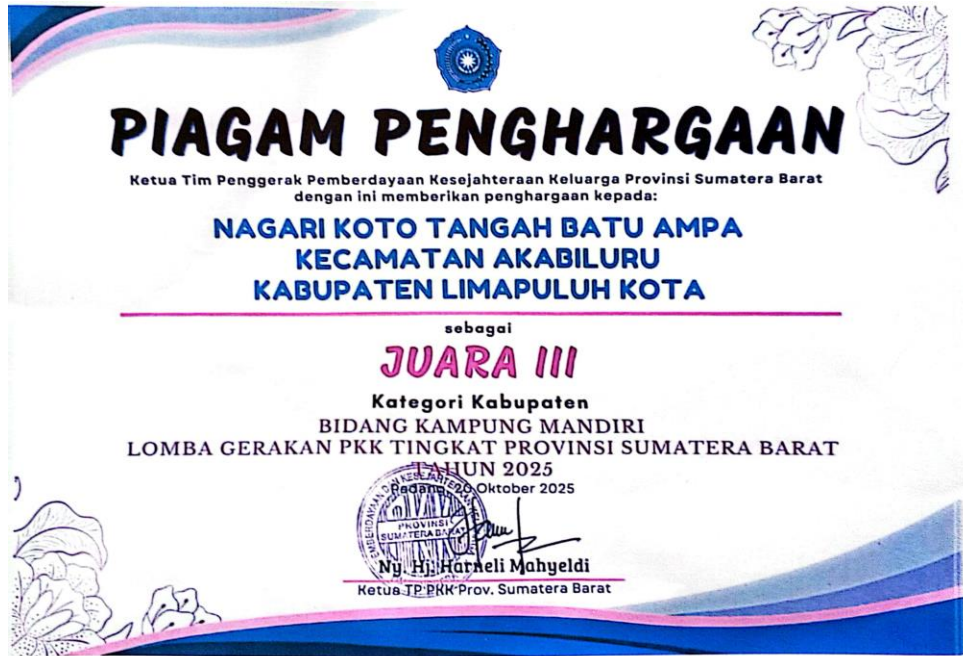 PIAGAM PENGHARGAAN
Ketua Tim Penggerak Pemberdayaan Kesejahteraan Keluarga Provinsi Sumatera Barat
dengan ini memberikan penghargaan kepada:
NAGARI KOTO TANGAH BATU AMPA
KECAMATAN AKABILURU
KABUPATEN LIMAPULUH KOTA
sebagai
JUARA III
Kategori Kabupaten
BIDANG KAMPUNG MANDIRI
LOMBA GERAKAN PKK TINGKAT PROVINSI SUMATERA BARAT
TAHUN 2025
Padang, 20 Oktober 2025
PROVINSI
SUMATERA BARAT
Ny. Hj. Harneli Mahyeldi
Ketua TP PKK Prov. Sumatera Barat